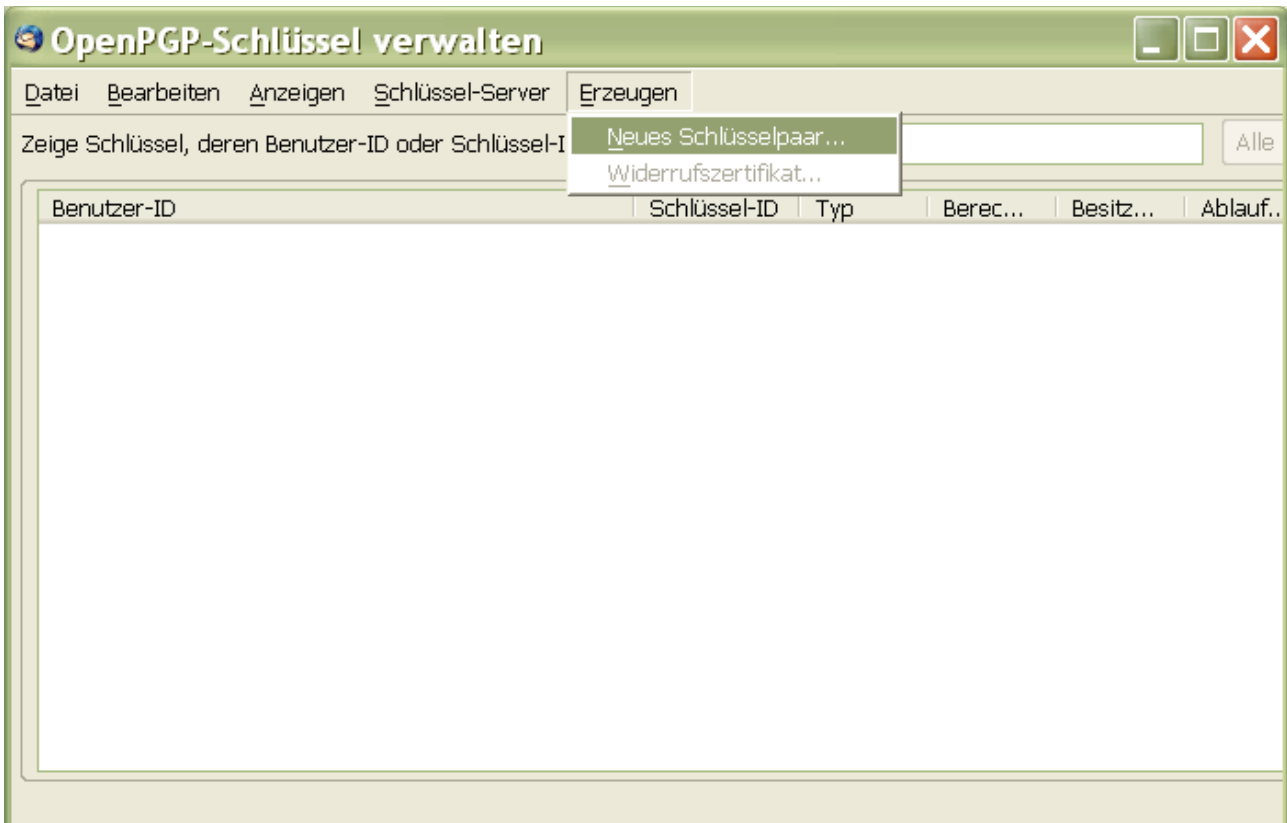 OpenPGP-Schlüssel verwalten
Datei Bearbeiten Anzeigen Schlüssel-Server Erzeugen
Zeige Schlüssel, deren Benutzer-ID oder Schlüssel-I Neues Schlüsselpaar... Alle
Widerrufszertifikat...
Benutzer-ID Schlüssel-ID Typ Berec... Besitz... Ablauf..